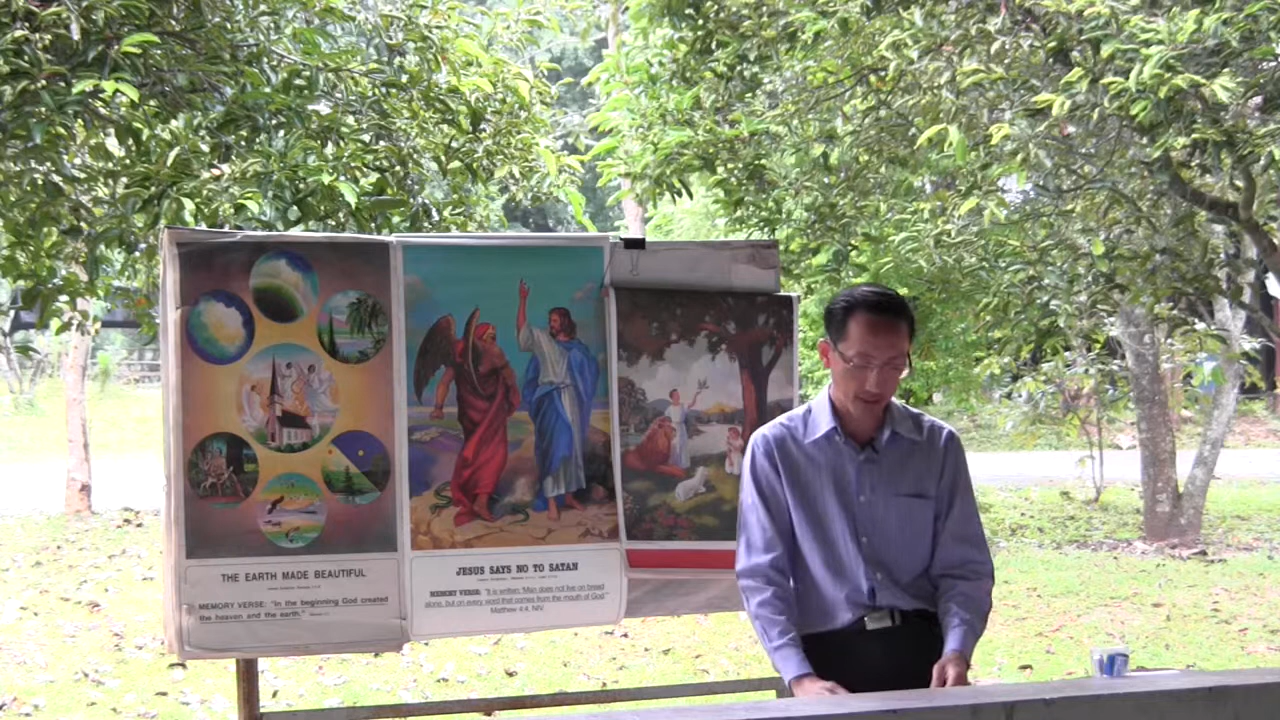 THE EARTH MADE BEAUTIFUL
MEMORY VERSE: "In the beginning God created
the heaven and the earth."
JESUS SAYS NO TO SATAN
MEMORY VERSE: "It is written: 'Man does not live on bread
alone, but on every word that comes from the mouth of God.'"
Matthew 4:4, NIV